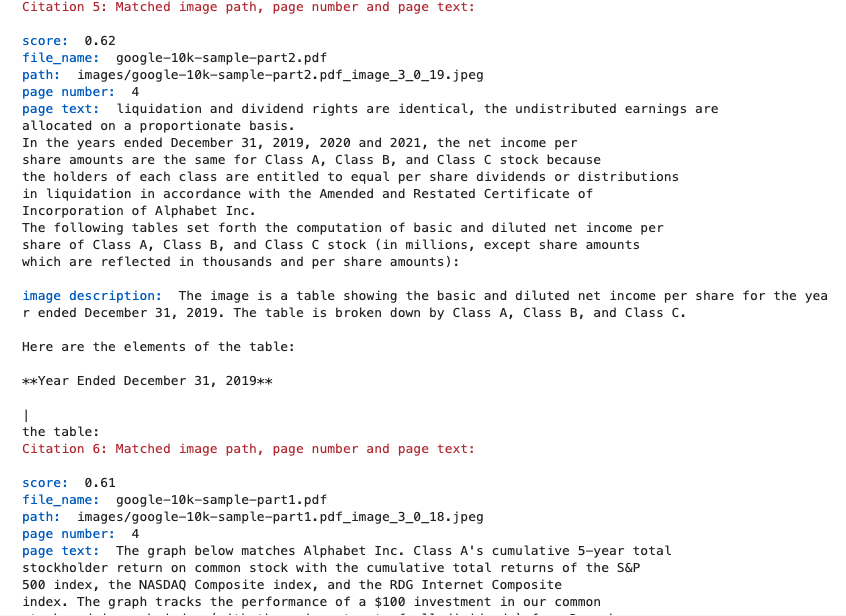 Citation 5: Matched image path, page number and page text:
score: 0.62
file_name: google-10k-sample-part2.pdf
path: images/google-10k-sample-part2.pdf_image_3_0_19.jpeg
page number: 4
page text: liquidation and dividend rights are identical, the undistributed earnings are
allocated on a proportionate basis.
In the years ended December 31, 2019, 2020 and 2021, the net income per
share amounts are the same for Class A, Class B, and Class C stock because
the holders of each class are entitled to equal per share dividends or distributions
in liquidation in accordance with the Amended and Restated Certificate of
Incorporation of Alphabet Inc.
The following tables set forth the computation of basic and diluted net income per
share of Class A, Class B, and Class C stock (in millions, except share amounts
which are reflected in thousands and per share amounts):
image description: The image is a table showing the basic and diluted net income per share for the yea
r ended December 31, 2019. The table is broken down by Class A, Class B, and Class C.
Here are the elements of the table:
**Year Ended December 31, 2019**
|
the table:
Citation 6: Matched image path, page number and page text:
score: 0.61
file_name: google-10k-sample-part1.pdf
path: images/google-10k-sample-part1.pdf_image_3_0_18.jpeg
page number: 4
page text: The graph below matches Alphabet Inc. Class A's cumulative 5-year total
stockholder return on common stock with the cumulative total returns of the S&P
500 index, the NASDAQ Composite index, and the RDG Internet Composite
index. The graph tracks the performance of a $100 investment in our common